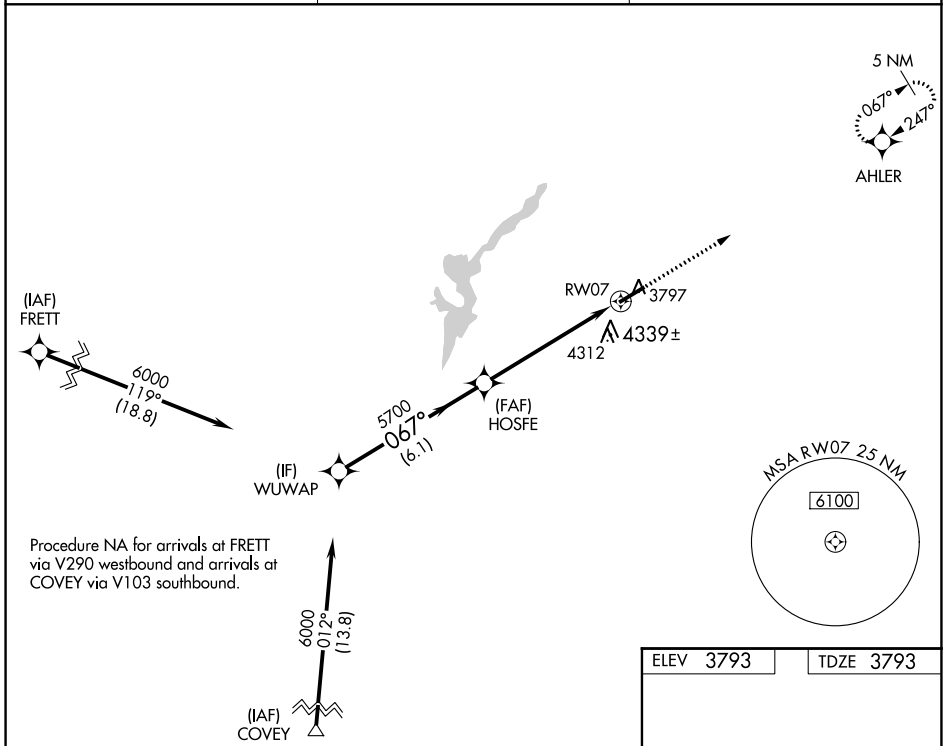 5 NM
067°
247°
AHLER
RW07
3797
4312
4339±
(IAF)
FRETT
6000
119°
(18.8)
5700
067°
(6.1)
(FAF)
HOSFE
(IF)
WUWAP
MSA RW07 25 NM
6100
Procedure NA for arrivals at FRETT
via V290 westbound and arrivals at
COVEY via V103 southbound.
6000
012°
(13.8)
(IAF)
COVEY
ELEV 3793
TDZE 3793